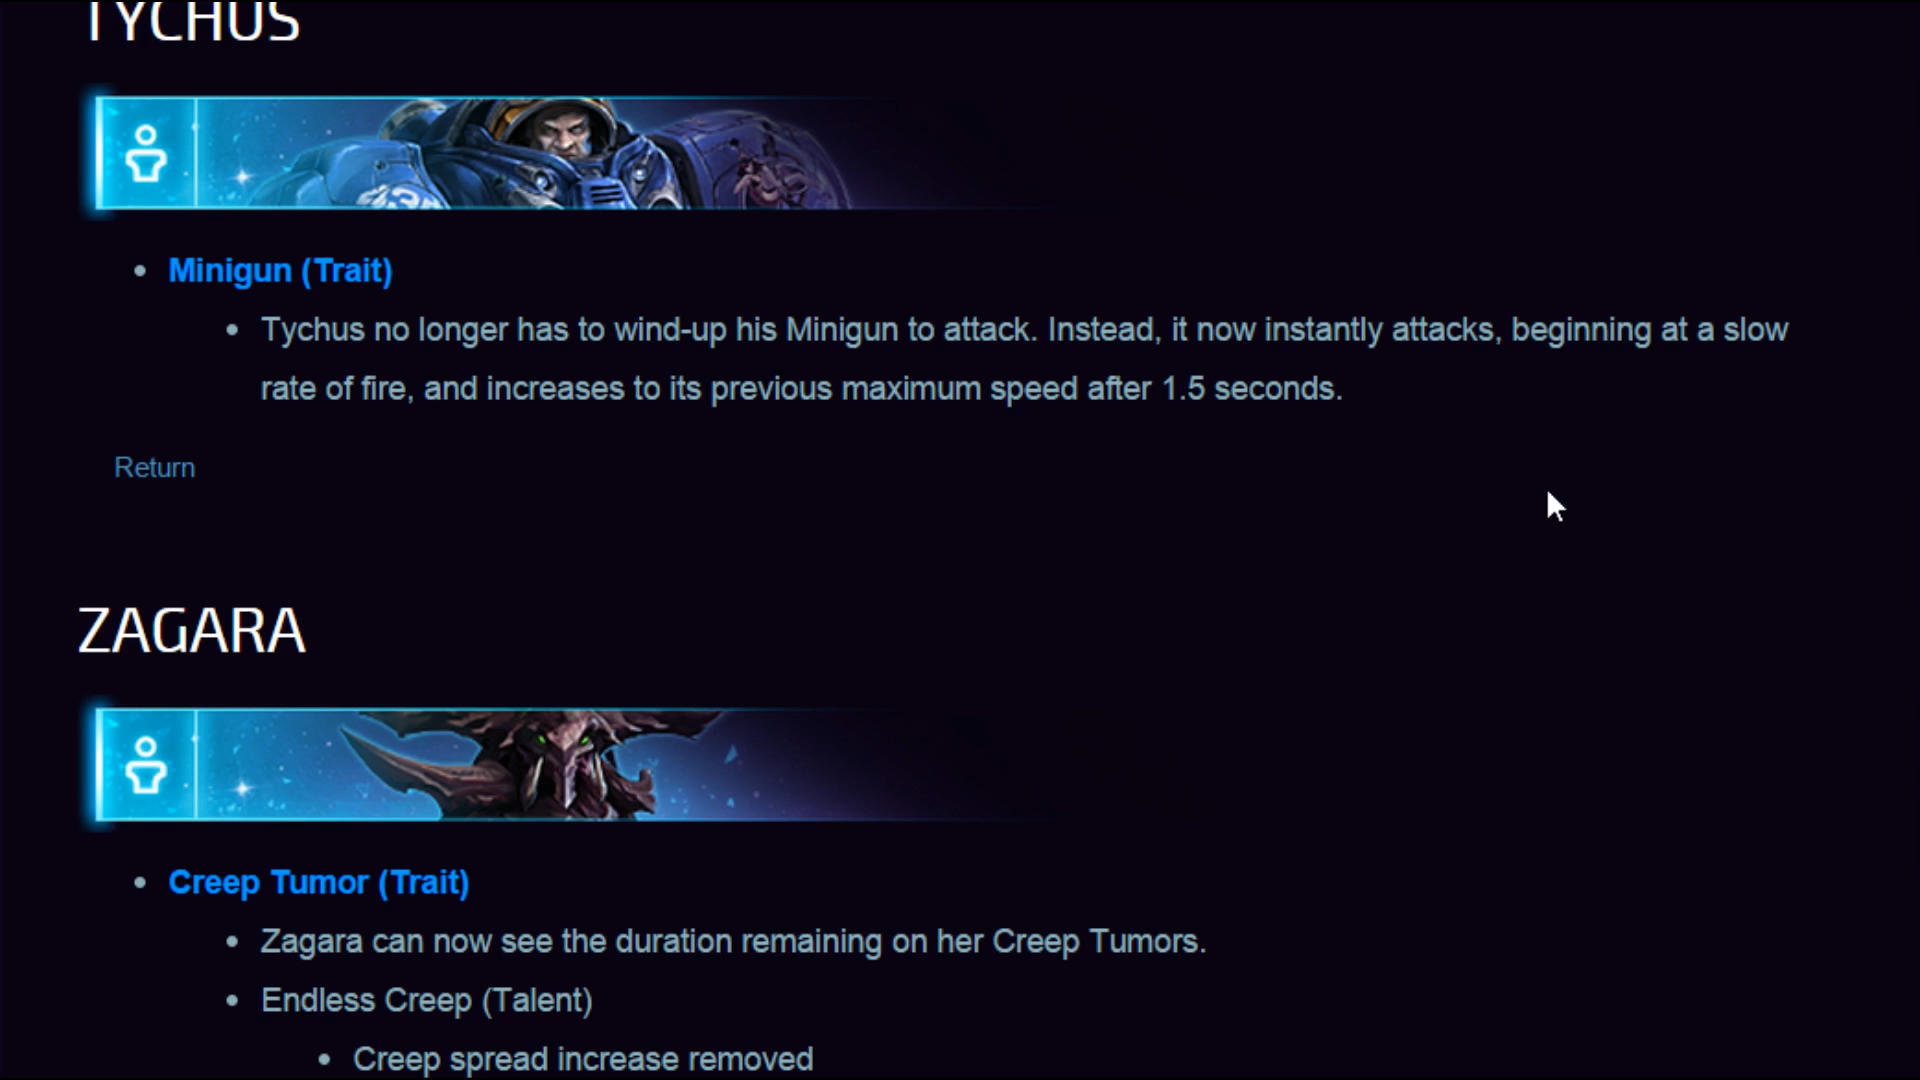 TYCHUS
Minigun (Trait)
Tychus no longer has to wind-up his Minigun to attack. Instead, it now instantly attacks, beginning at a slow
rate of fire, and increases to its previous maximum speed after 1.5 seconds.
Return
ZAGARA
Creep Tumor (Trait)
Zagara can now see the duration remaining on her Creep Tumors.
Endless Creep (Talent)
Creep spread increase removed